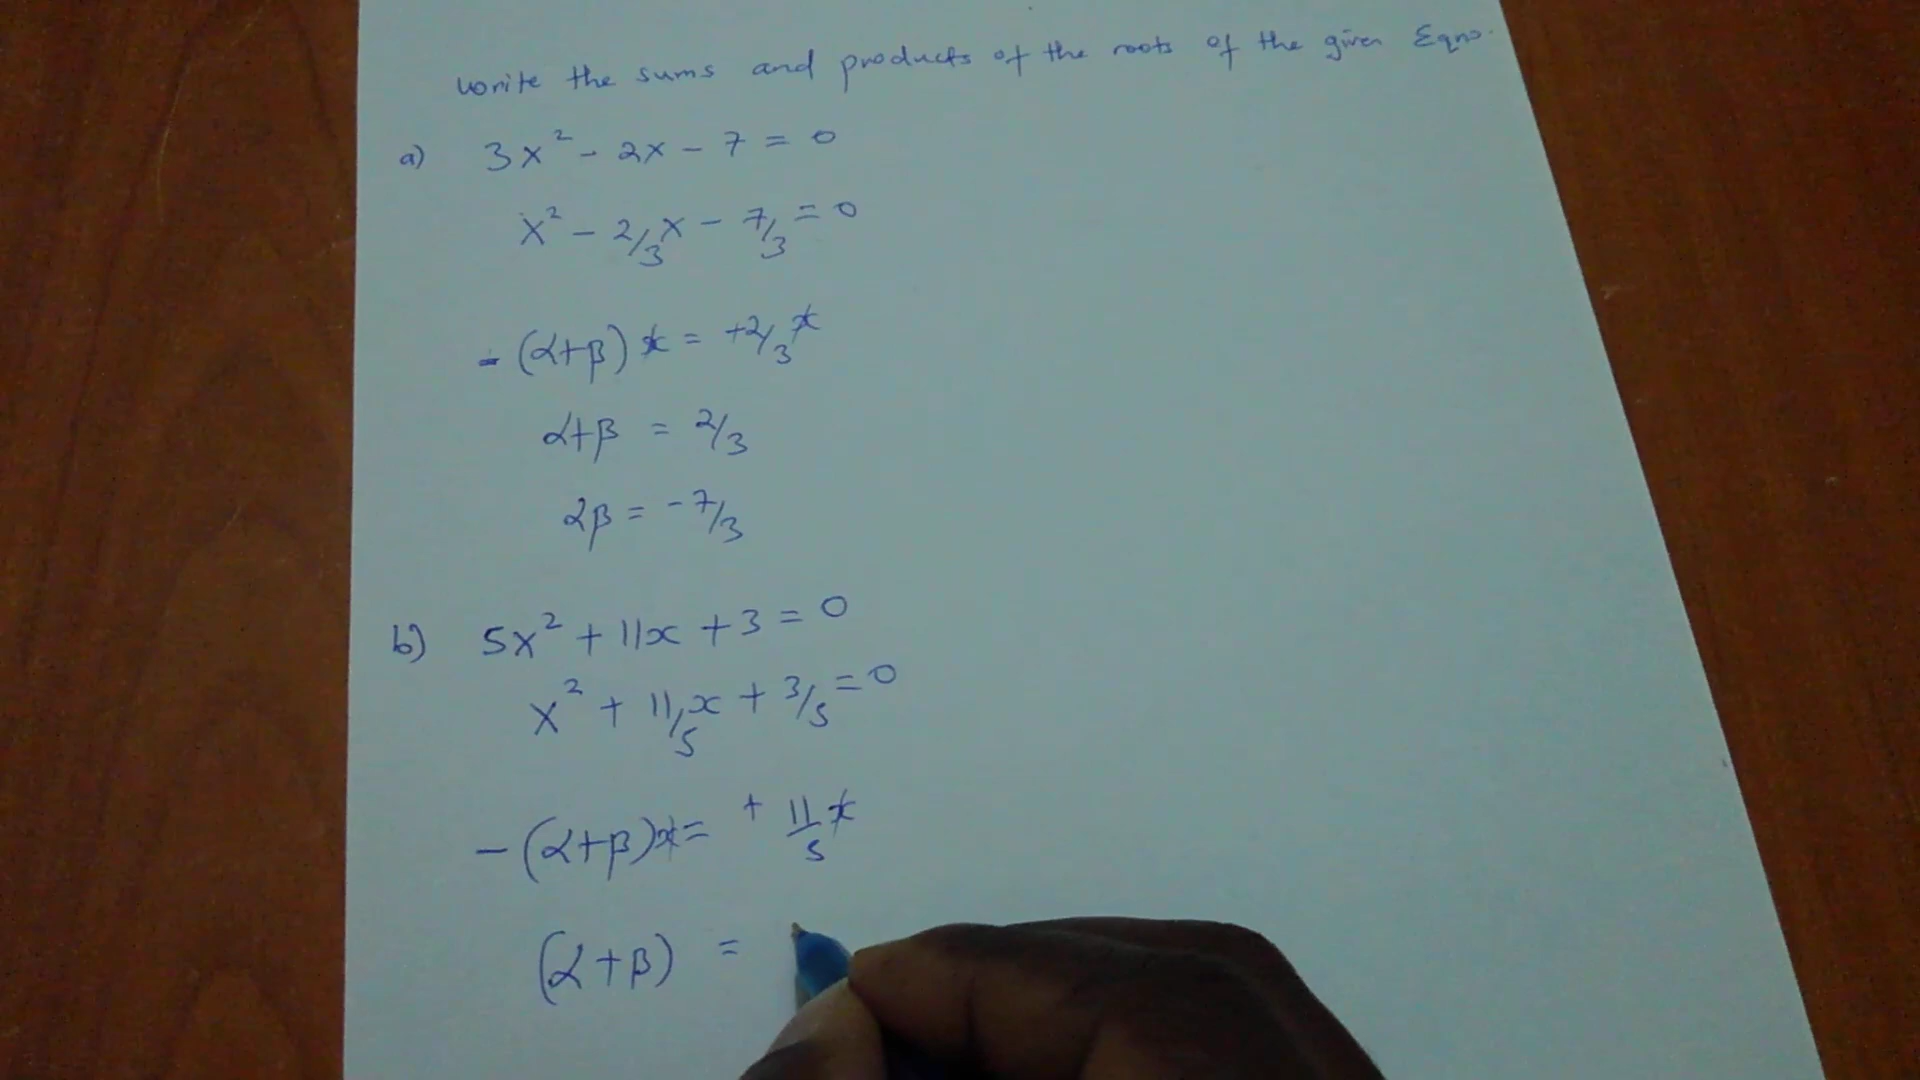 Write the sums and products of the roots of the given Eqns.
a) 3x² - 2x - 7 = 0
x² - 2/3x - 7/3 = 0
- (α+β)x = +2/3x
α+β = 2/3
αβ = -7/3
b) 5x² + 11x + 3 = 0
x² + 11/5x + 3/5 = 0
- (α+β)x = + 11/5 x
(α+β) =